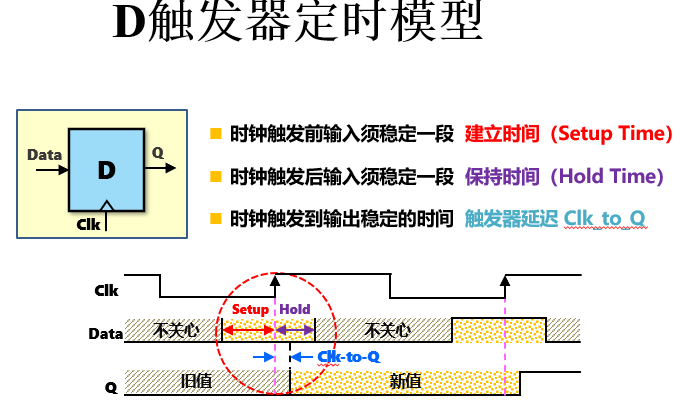 D触发器定时模型
Data
D
Q
Clk
时钟触发前输入须稳定一段 建立时间（Setup Time）
时钟触发后输入须稳定一段 保持时间（Hold Time）
时钟触发到输出稳定的时间 触发器延迟 Clk_to_Q
Clk
Setup Hold
Data 不关心 不关心
Clk-to-Q
Q 旧值 新值